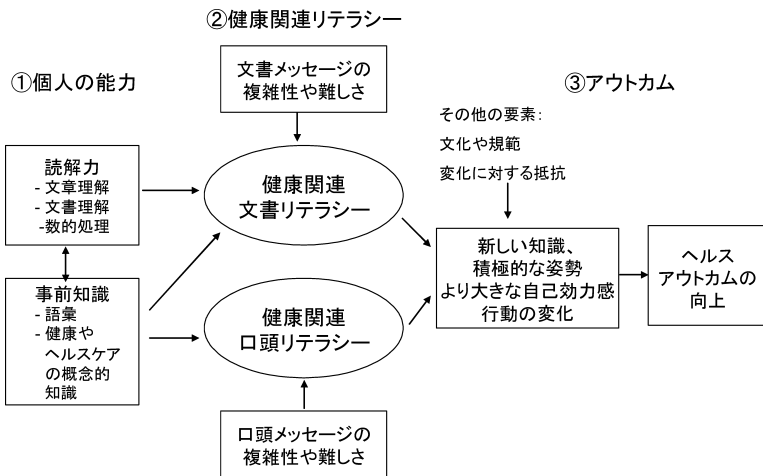 ②健康関連リテラシー
①個人の能力
③アウトカム
文書メッセージの
複雑性や難しさ
その他の要素:
文化や規範
変化に対する抵抗
読解力
- 文章理解
- 文書理解
-数的処理
健康関連
文書リテラシー
事前知識
- 語彙
- 健康や
ヘルスケア
の概念的
知識
健康関連
口頭リテラシー
新しい知識、
積極的な姿勢
より大きな自己効力感
行動の変化
ヘルス
アウトカムの
向上
口頭メッセージの
複雑性や難しさ